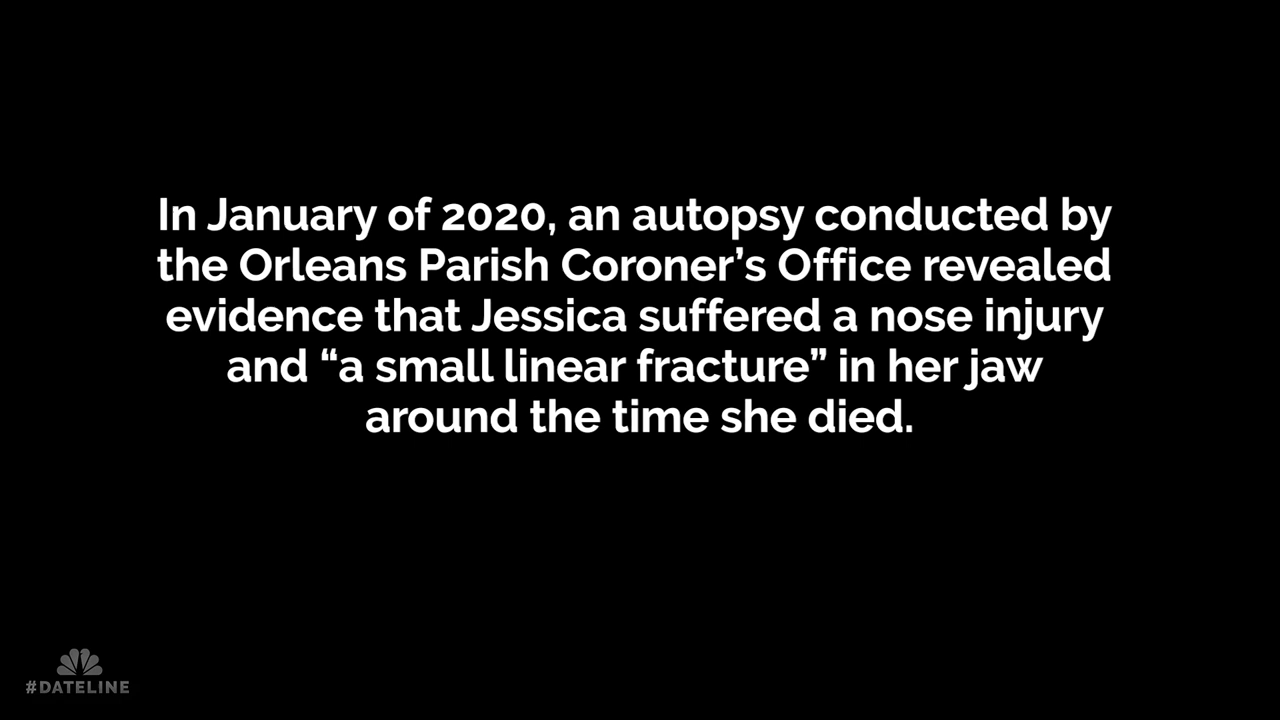 In January of 2020, an autopsy conducted by
the Orleans Parish Coroner’s Office revealed
evidence that Jessica suffered a nose injury
and “a small linear fracture” in her jaw
around the time she died.
#DATELINE